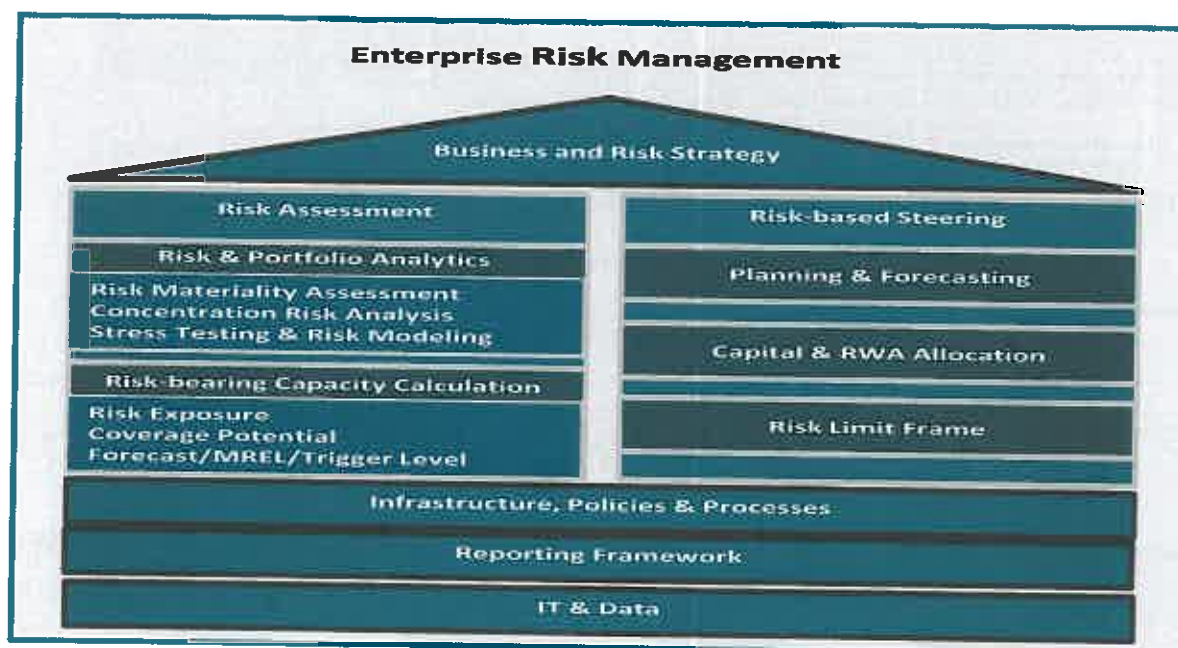 Enterprise Risk Management
Business and Risk Strategy
Risk Assessment
Risk & Portfolio Analytics
Risk Materiality Assessment
Concentration Risk Analysis
Stress Testing & Risk Modeling
Risk-bearing Capacity Calculation
Risk Exposure
Coverage Potential
Forecast/MREL/Trigger Level
Risk-based Steering
Planning & Forecasting
Capital & RWA Allocation
Risk Limit Frame
Infrastructure, Policies & Processes
Reporting Framework
IT & Data